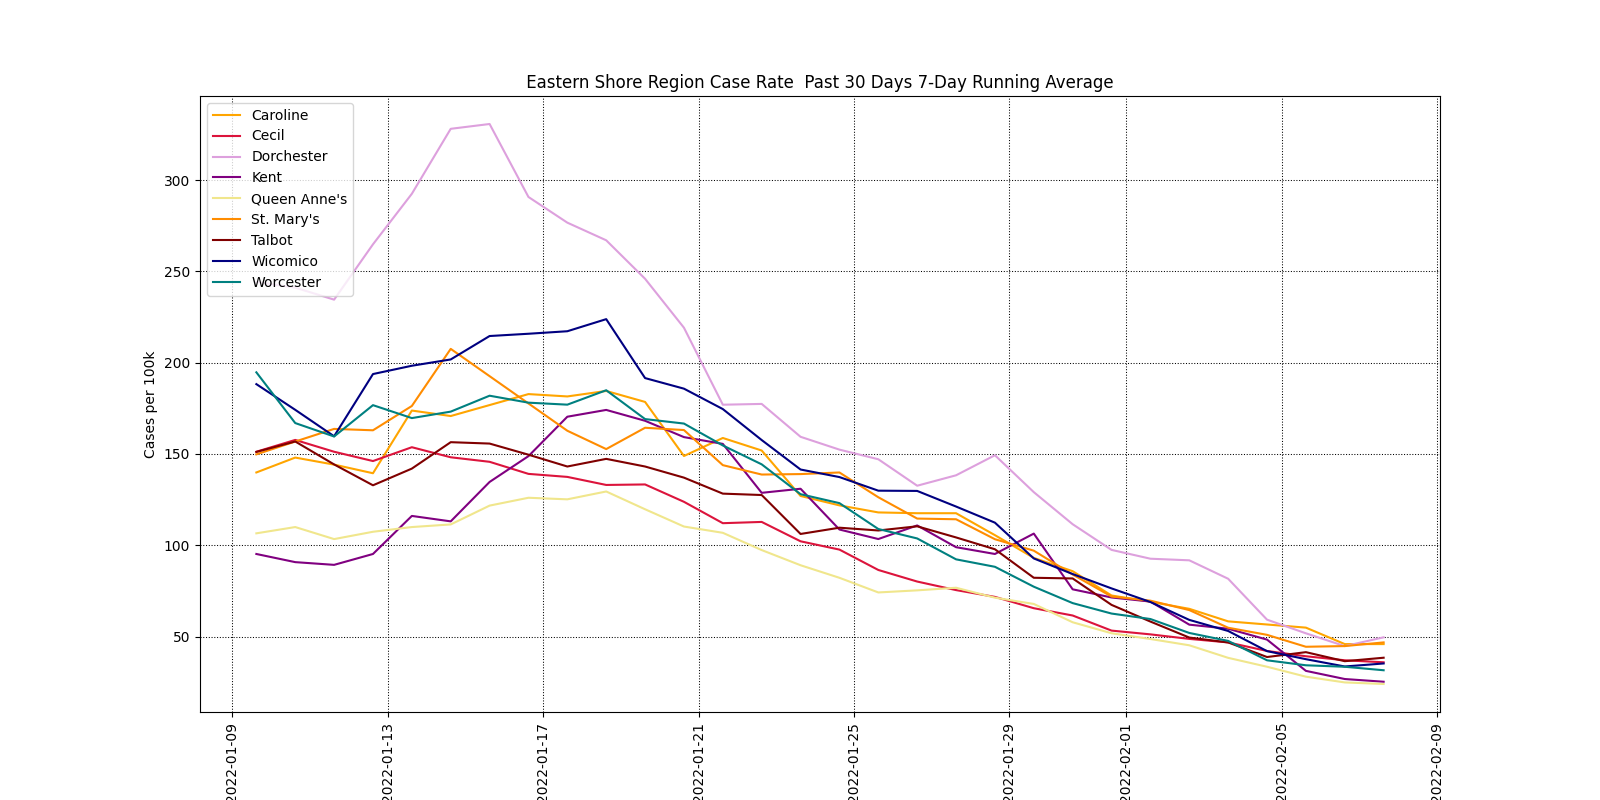 Eastern Shore Region Case Rate  Past 30 Days 7-Day Running Average
Caroline
Cecil
Dorchester
Kent
Queen Anne's
St. Mary's
Talbot
Wicomico
Worcester
Cases per 100k
300
250
200
150
100
50
2022-01-09
2022-01-13
2022-01-17
2022-01-21
2022-01-25
2022-01-29
2022-02-01
2022-02-05
2022-02-09